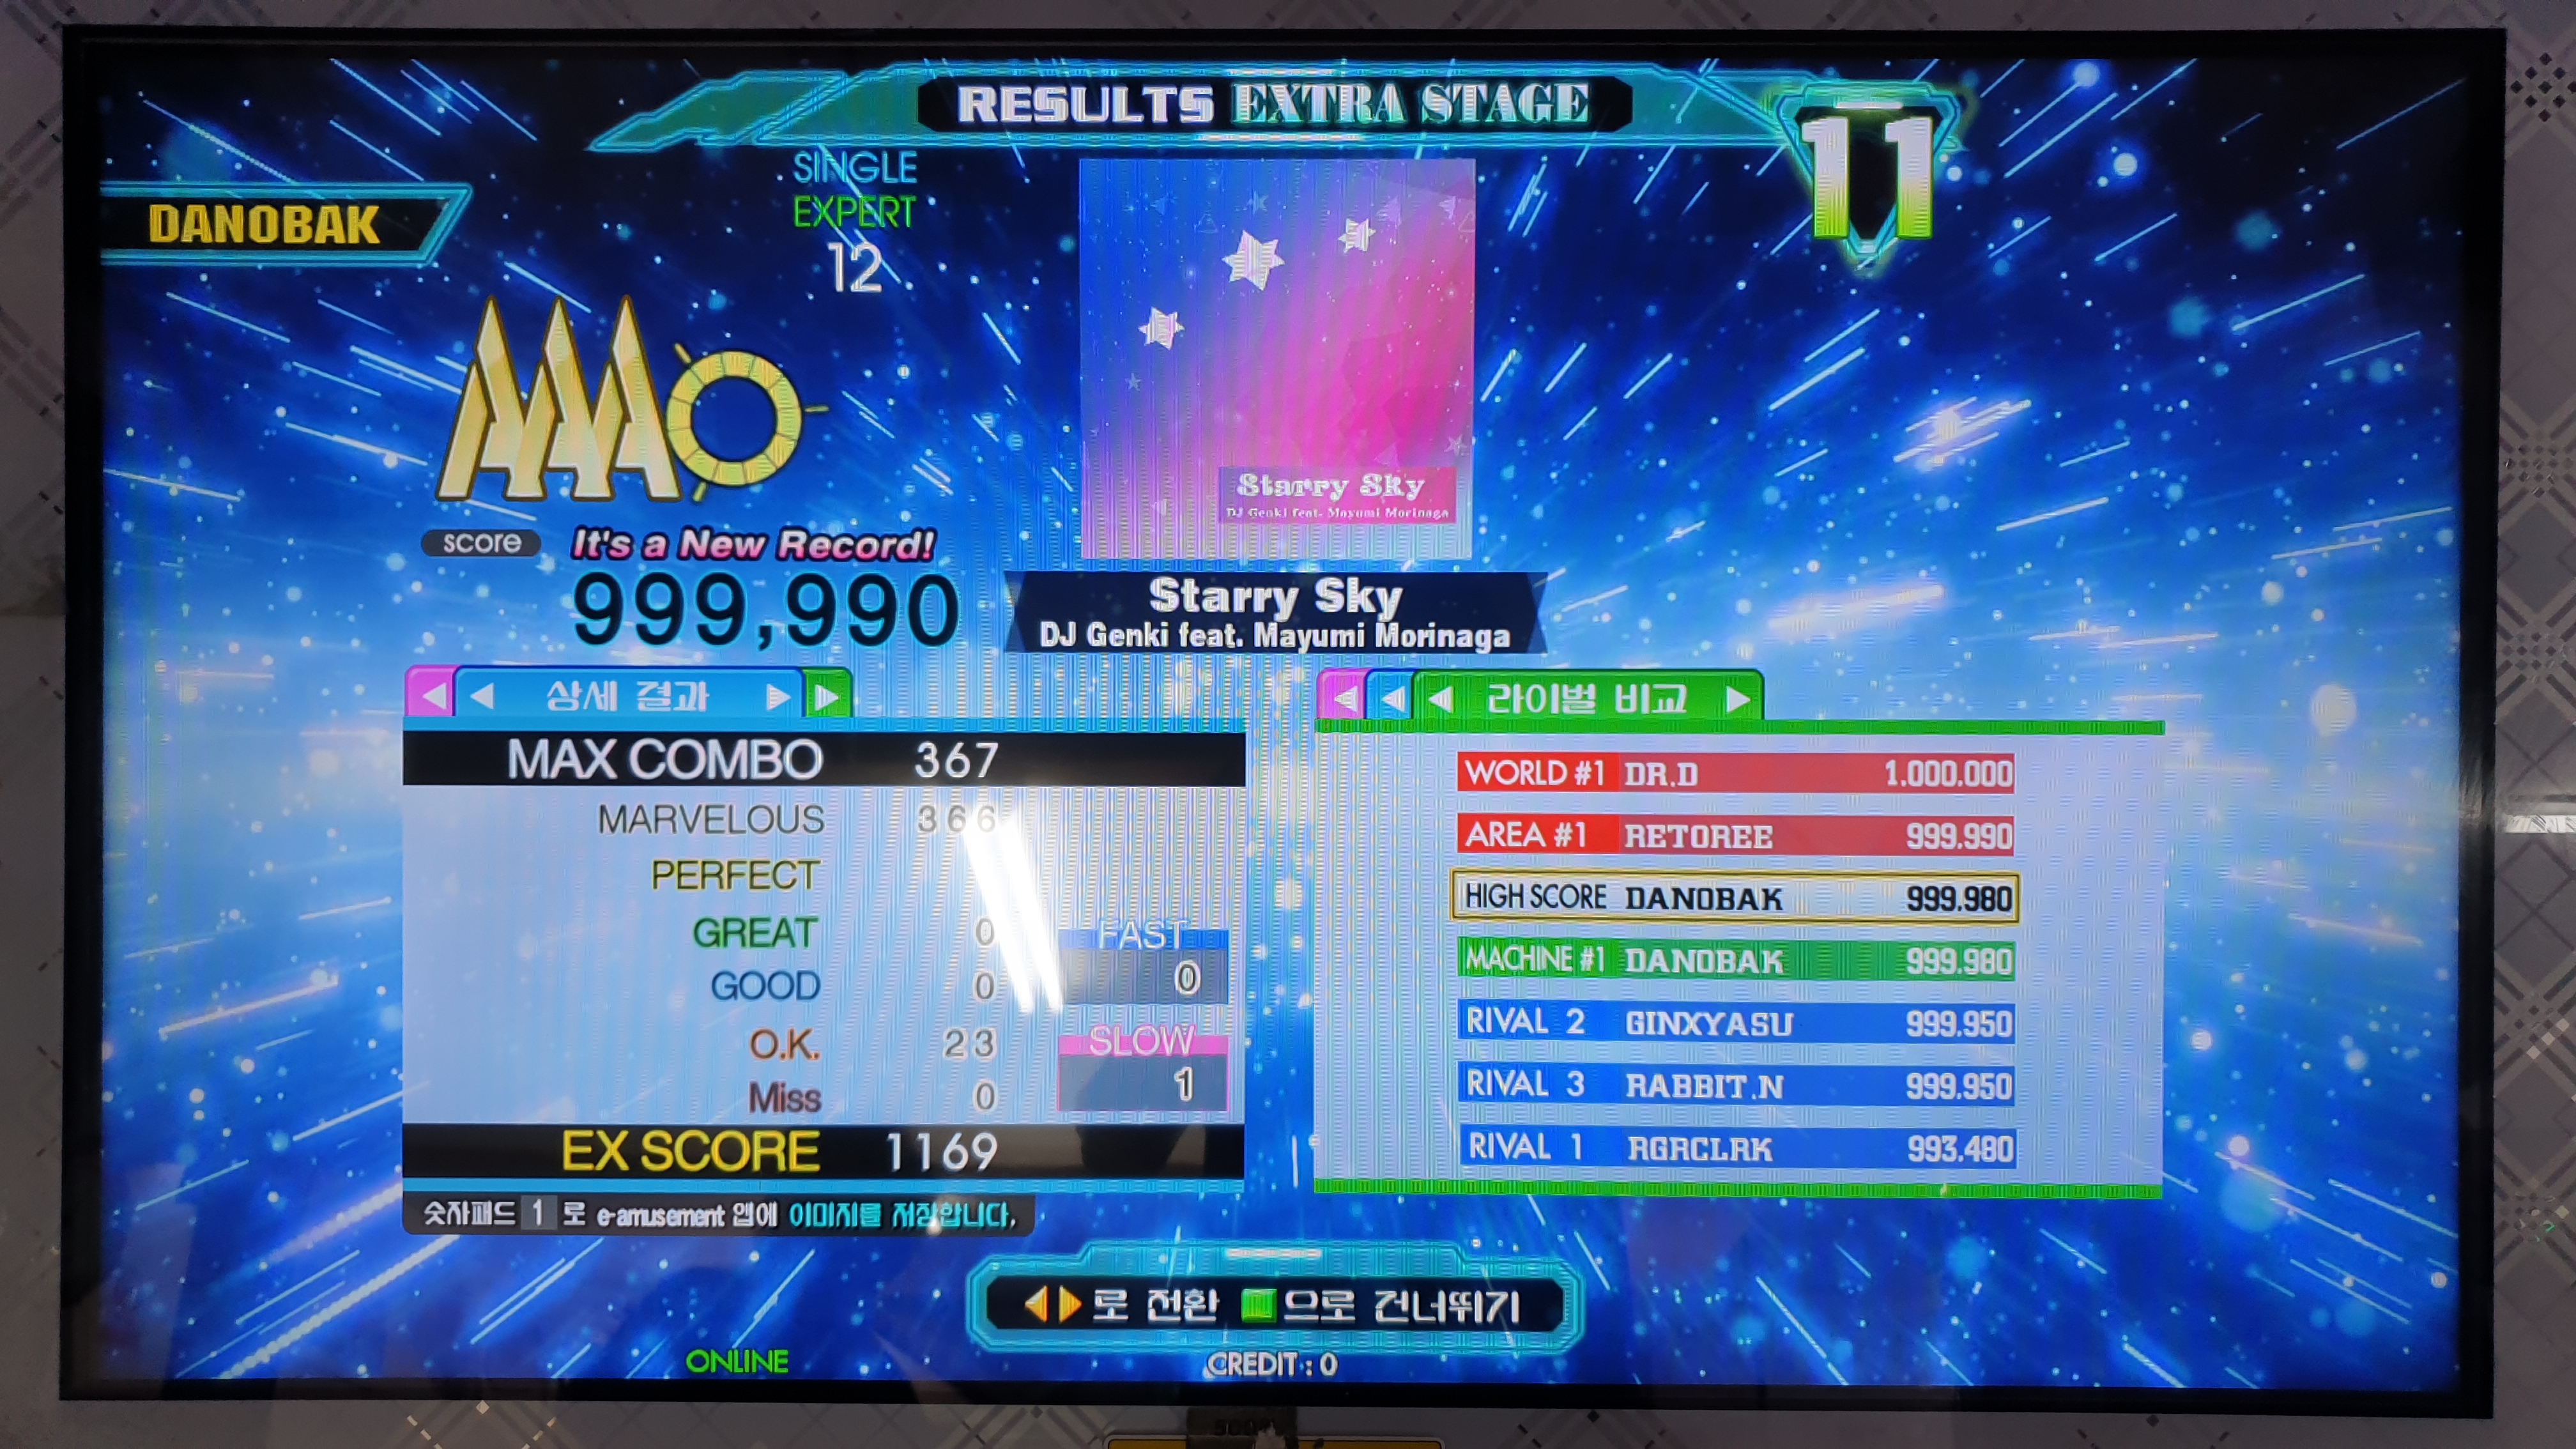 RESULTS EXTRA STAGE
11
DANOBAK
SINGLE
EXPERT
12
AAA
Starry Sky
DJ Genki feat. Mayumi Morinaga
score It's a New Record!
999,990
Starry Sky
DJ Genki feat. Mayumi Morinaga
상세 결과
MAX COMBO 367
MARVELOUS 366
PERFECT
GREAT 0
GOOD 0
O.K. 23
Miss 0
FAST
0
SLOW
1
EX SCORE 1169
숫자패드 1 로 e-amusement 앱에 이미지를 저장합니다.
라이벌 비교
WORLD #1 DR.D 1.000.000
AREA #1 RETOREE 999.990
HIGH SCORE DANOBAK 999.980
MACHINE #1 DANOBAK 999.980
RIVAL 2 GINXYASU 999.950
RIVAL 3 RABBIT.N 999.950
RIVAL 1 RGRCLRK 993.480
로 전환 으로 건너뛰기
ONLINE
CREDIT : 0